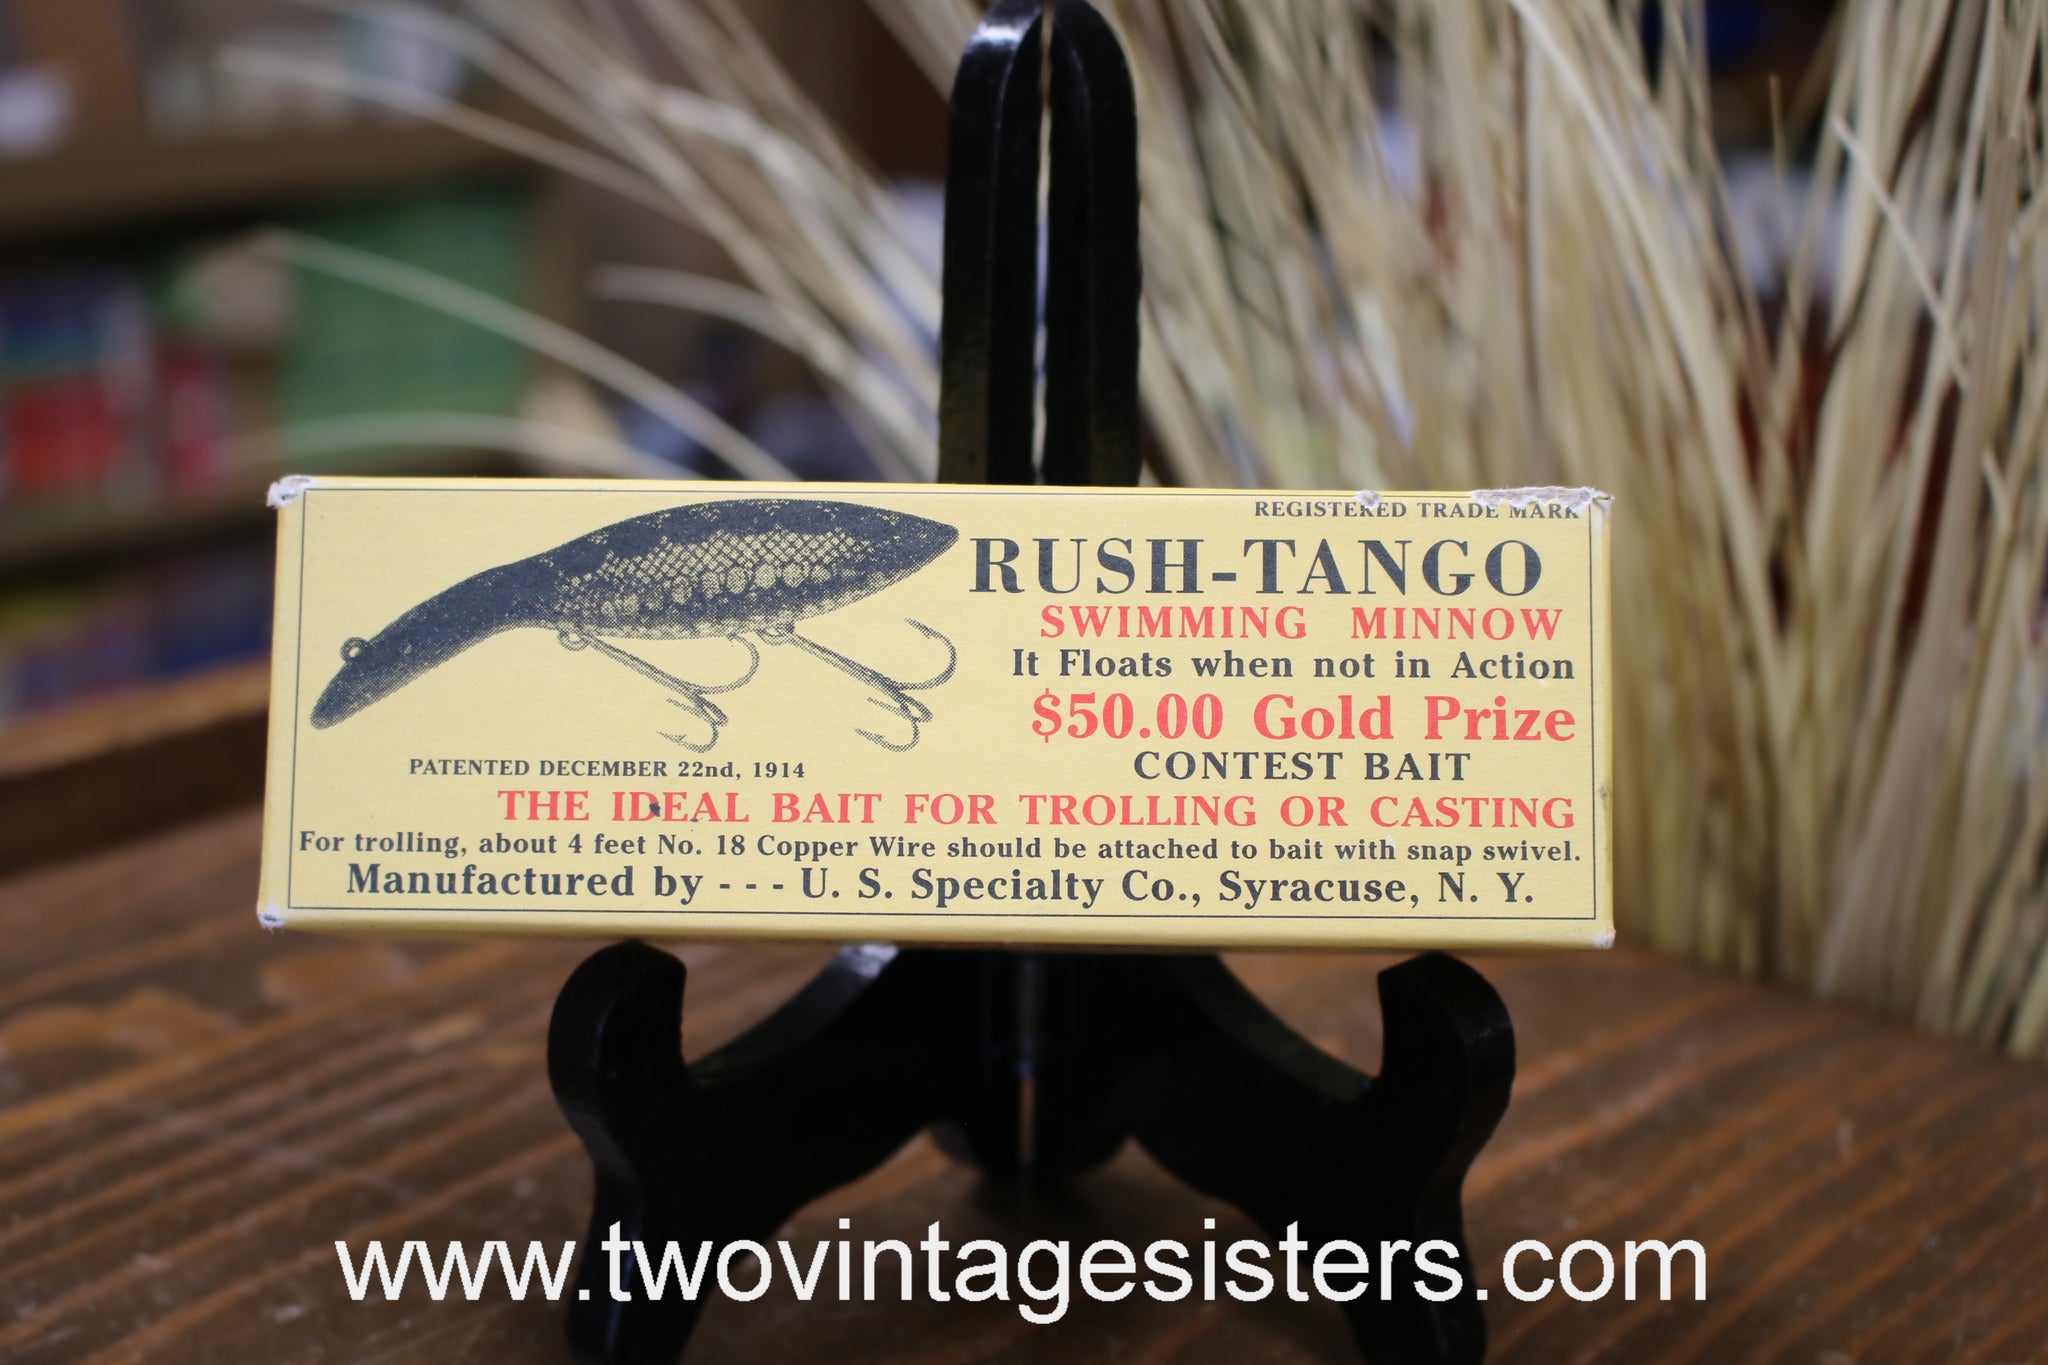 REGISTERED TRADE MARK
RUSH-TANGO
SWIMMING MINNOW
It Floats when not in Action
$50.00 Gold Prize
CONTEST BAIT
PATENTED DECEMBER 22nd, 1914
THE IDEAL BAIT FOR TROLLING OR CASTING
For trolling, about 4 feet No. 18 Copper Wire should be attached to bait with snap swivel.
Manufactured by - - - U. S. Specialty Co., Syracuse, N. Y.
www.twovintagesisters.com